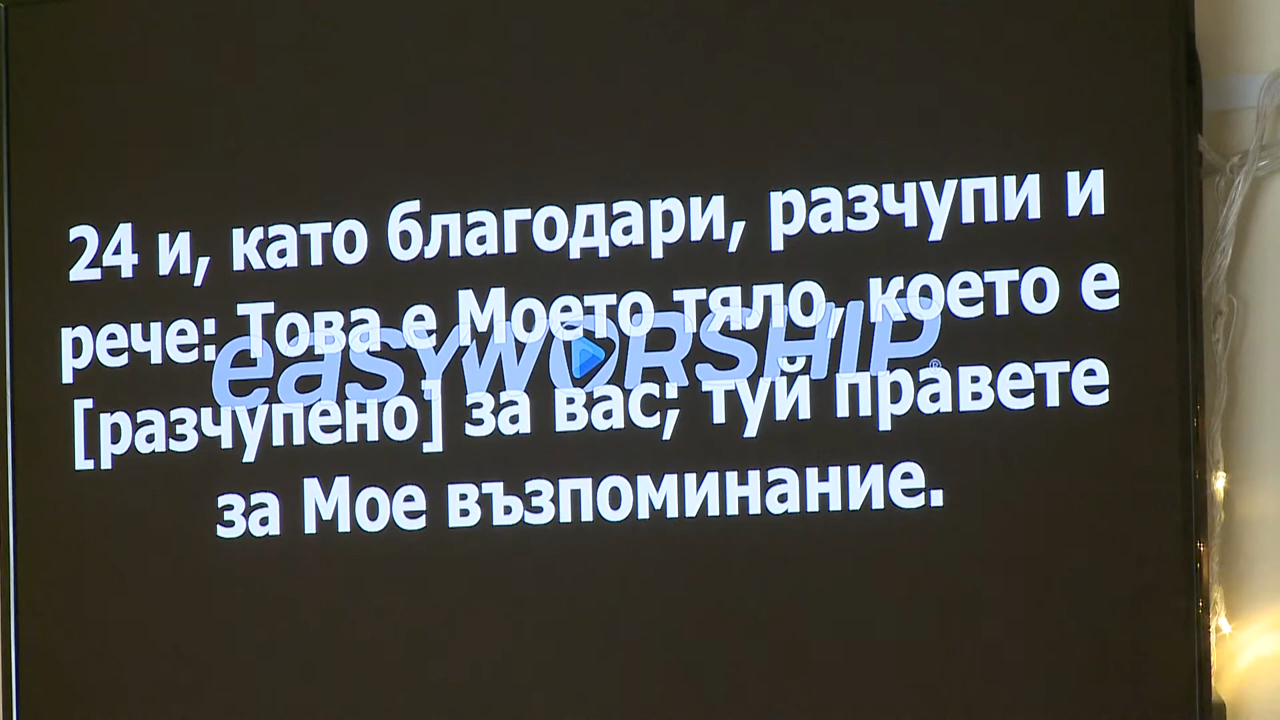 24 и, като благодари, разчупи и
рече: Това е Моето тяло, което е
easyWORSHIP®
[разчупено] за вас; туй правете
за Мое възпоминание.